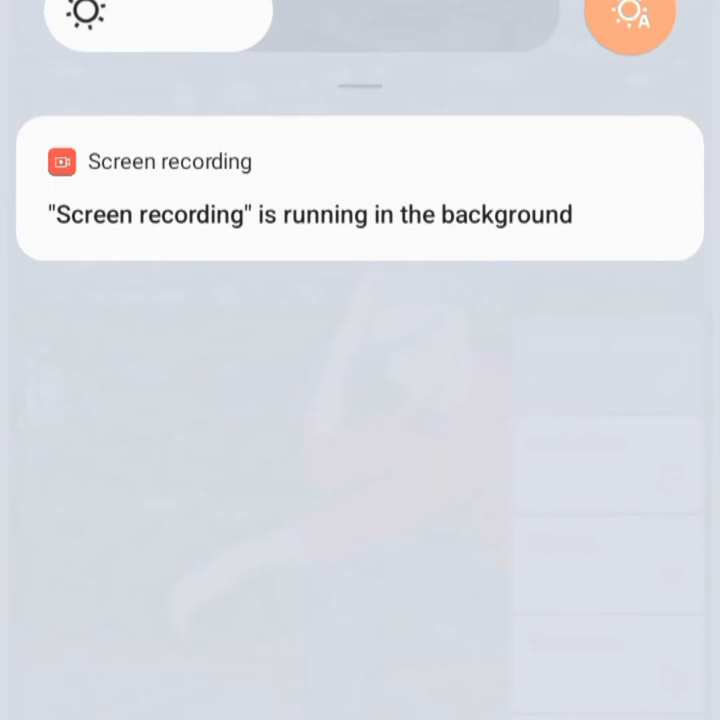 A
Screen recording
"Screen recording" is running in the background